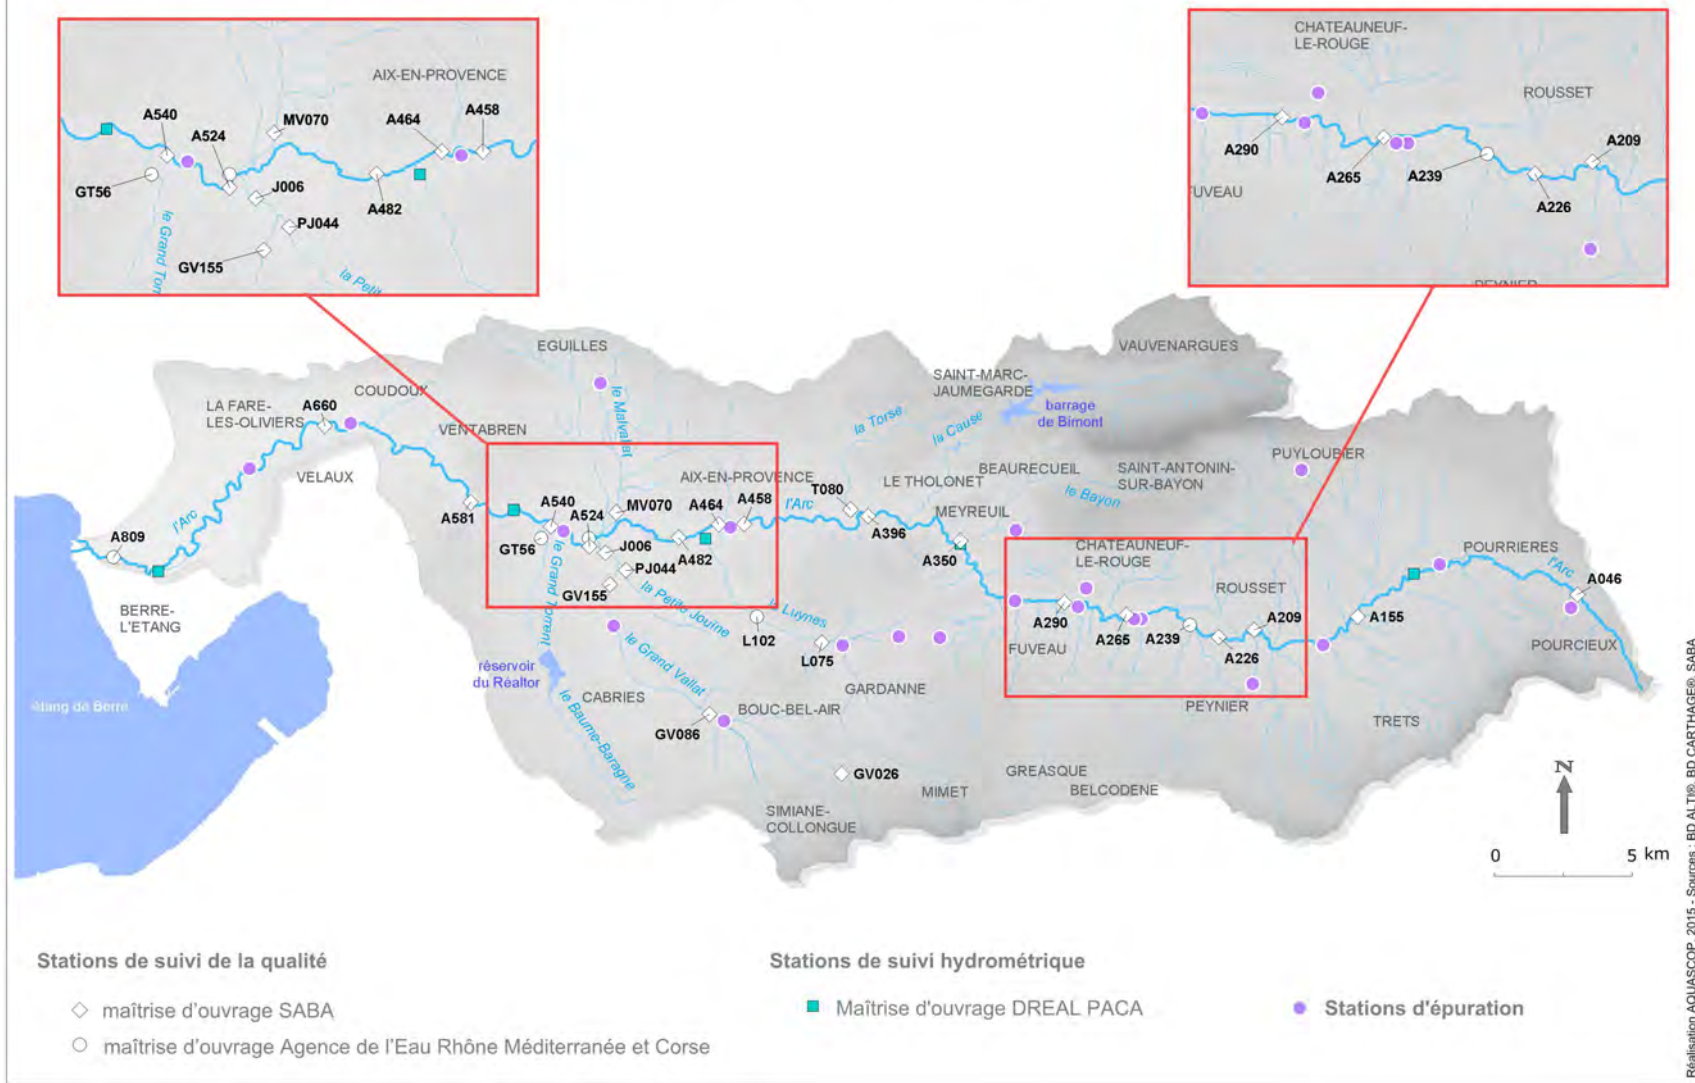 AIX-EN-PROVENCE
A540
A524
MV070
A464
A458
GT56
J006
A482
PJ044
GV155
le Grand Torr
la Petit
CHATEAUNEUF-
LE-ROUGE
ROUSSET
A290
A265
A239
A209
A226
FUVEAU
PEYNIER
EGUILLES
VAUVENARGUES
SAINT-MARC-
JAUMEGARDE
COUDOUX
LA FARE-
LES-OLIVIERS
A660
le Malvallat
barrage
de Bimont
la Torse
la Cause
VENTABREN
VELAUX
PUYLOUBIER
AIX-EN-PROVENCE
BEAURECUEIL
SAINT-ANTONIN-
SUR-BAYON
LE THOLONET
le Bayon
T080
l'Arc
MEYREUIL
A581
A540
A524
MV070
A464
A458
l'Arc
A396
A350
A809
GT56
J006
A482
PJ044
GV155
CHATEAUNEUF-
LE-ROUGE
POURRIERES
l'Arc
A046
ROUSSET
BERRE-
L'ETANG
le Grand Torrent
la Petite Jouïne
la Luynes
L102
L075
A290
A265
A239
A209
A226
A155
FUVEAU
POURCIEUX
réservoir
du Réaltor
le Grand Vallat
CABRIES
GARDANNE
PEYNIER
étang de Berre
le Baume-Baragne
BOUC-BEL-AIR
GV086
TRETS
GV026
GREASQUE
MIMET
BELCODENE
SIMIANE-
COLLONGUE
N
0 5 km
Stations de suivi de la qualité
maîtrise d'ouvrage SABA
maîtrise d'ouvrage Agence de l'Eau Rhône Méditerranée et Corse
Stations de suivi hydrométrique
Maîtrise d'ouvrage DREAL PACA
Stations d'épuration
Réalisation AQUASCOP, 2015 - Sources : BD ALTI®, BD CARTHAGE®, SABA